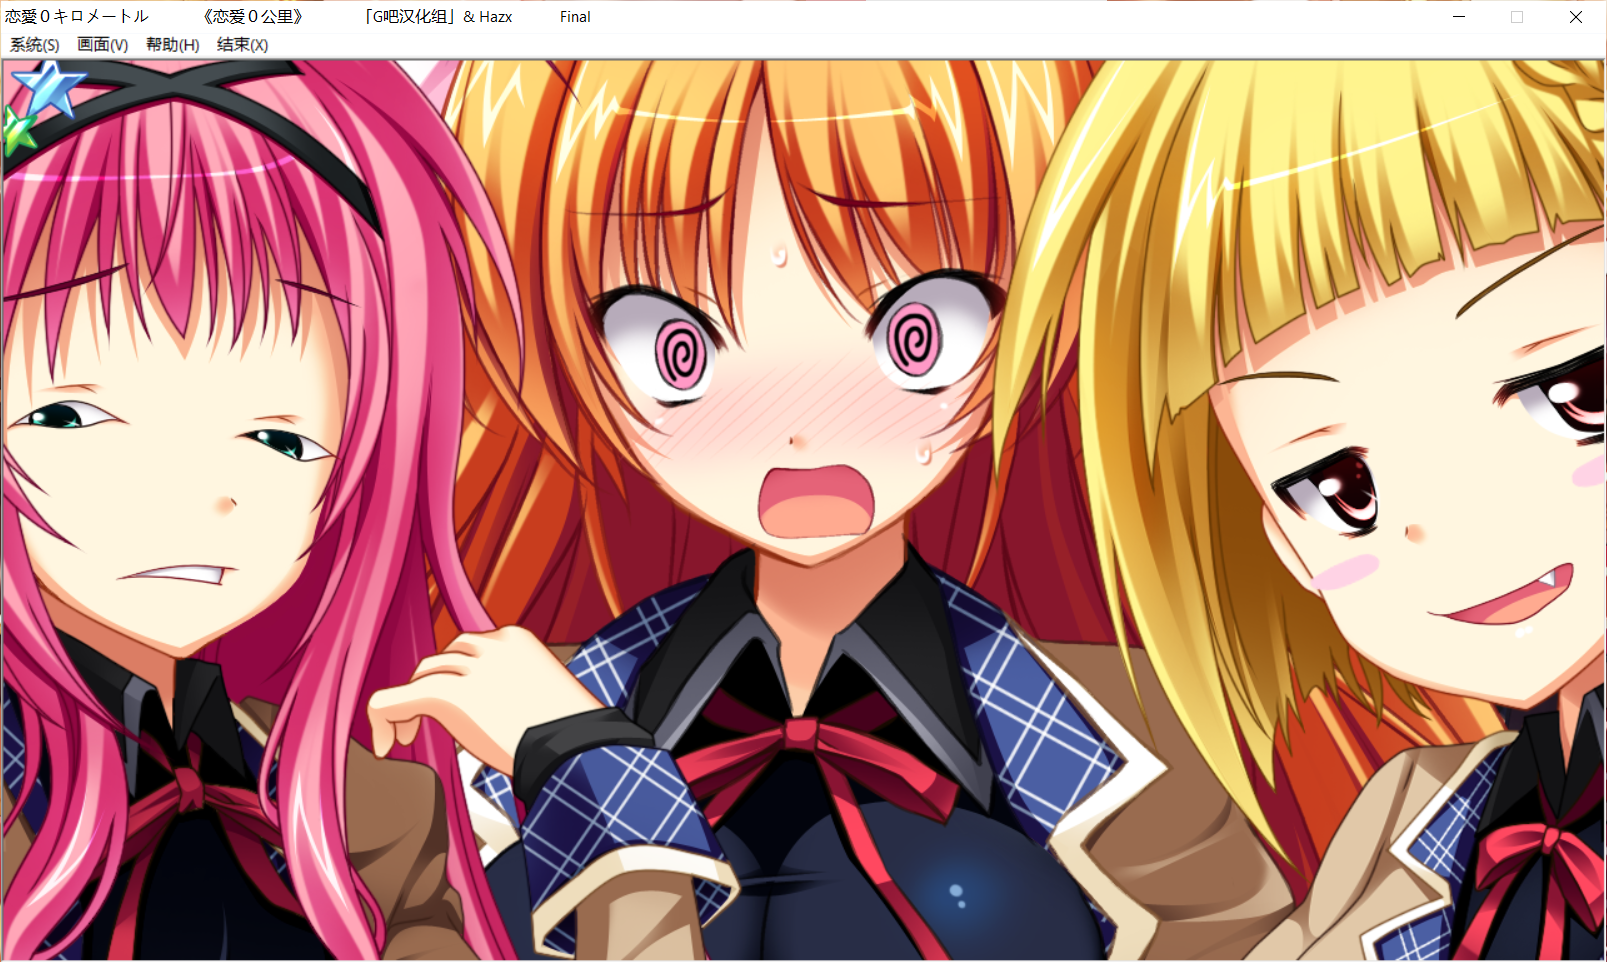 恋愛０キロメートル 《恋爱０公里》 「G吧汉化组」& Hazx Final
系统(S) 画面(V) 帮助(H) 结束(X)